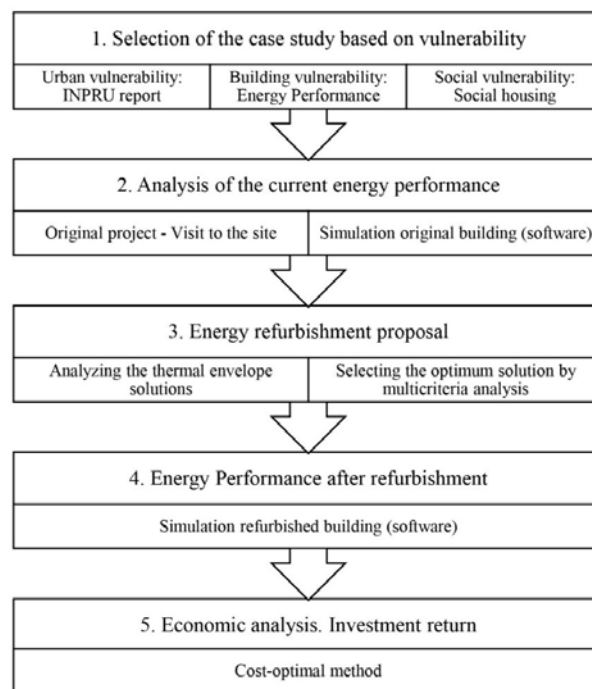 1. Selection of the case study based on vulnerability
Urban vulnerability:
INPRU report
Building vulnerability:
Energy Performance
Social vulnerability:
Social housing
2. Analysis of the current energy performance
Original project - Visit to the site
Simulation original building (software)
3. Energy refurbishment proposal
Analyzing the thermal envelope
solutions
Selecting the optimum solution by
multicriteria analysis
4. Energy Performance after refurbishment
Simulation refurbished building (software)
5. Economic analysis. Investment return
Cost-optimal method